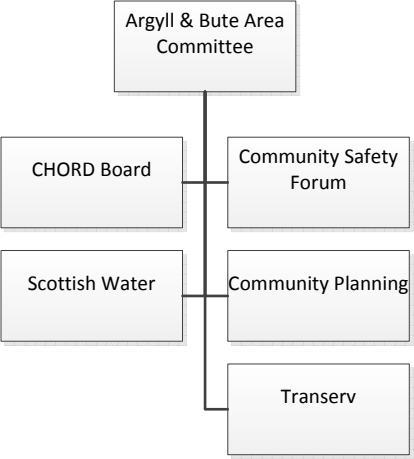 Argyll & Bute Area
Committee
CHORD Board
Community Safety
Forum
Scottish Water
Community Planning
Transerv